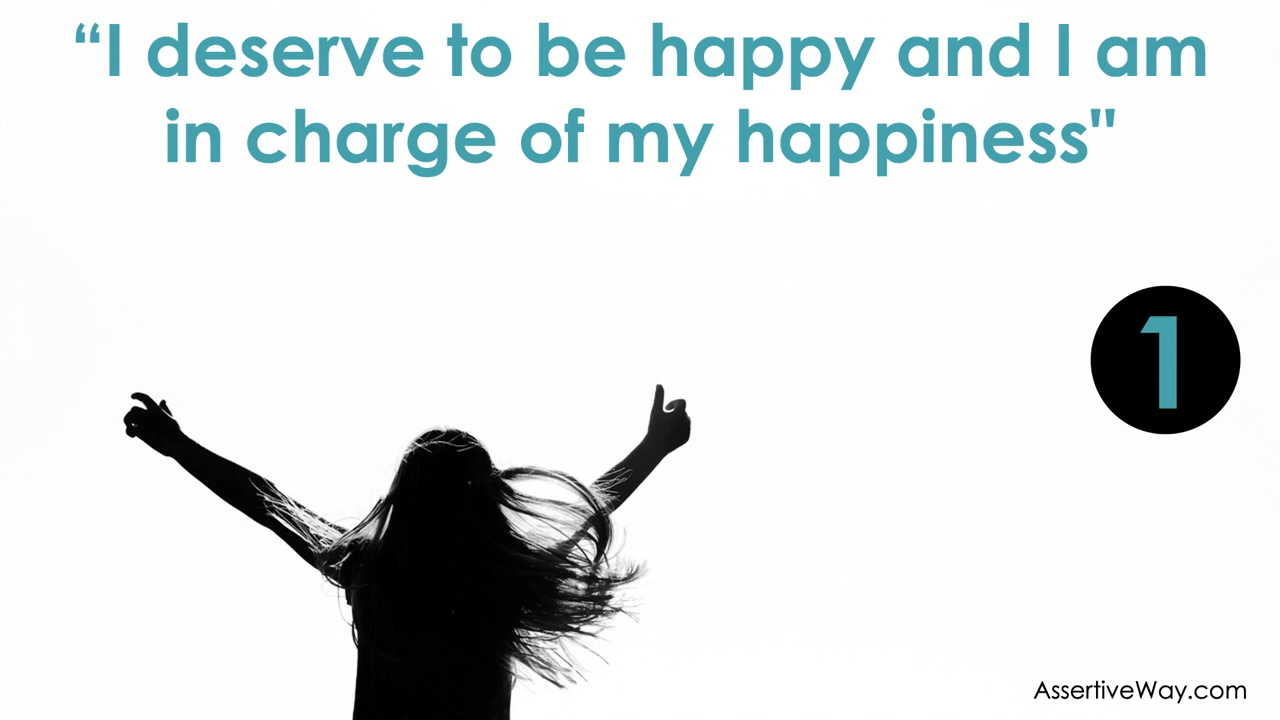 “I deserve to be happy and I am
in charge of my happiness"
1
AssertiveWay.com